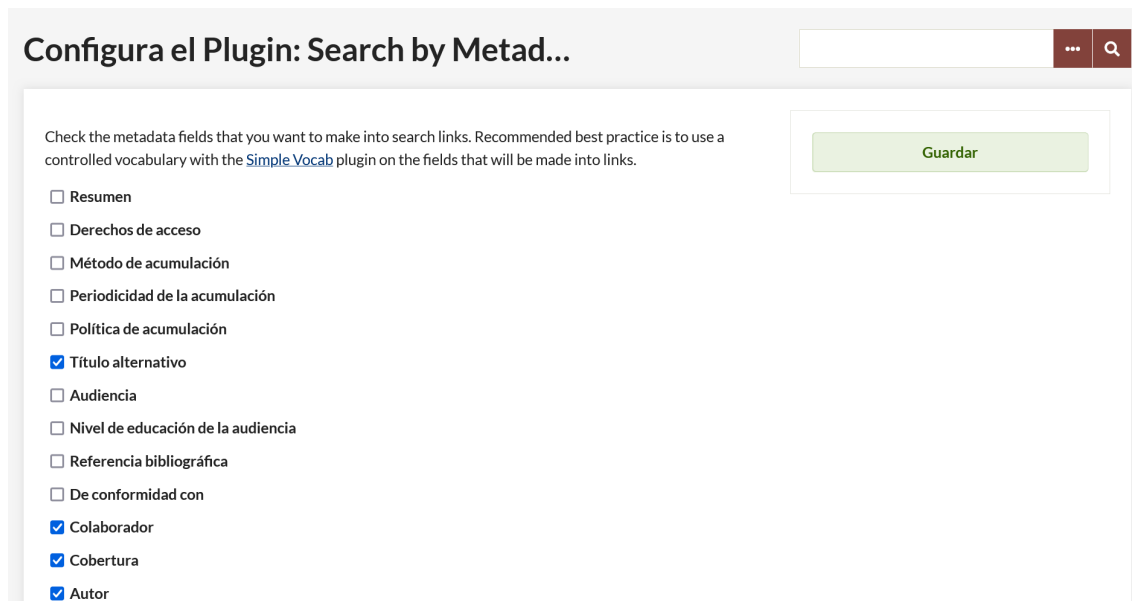 Configura el Plugin: Search by Metad...
Check the metadata fields that you want to make into search links. Recommended best practice is to use a
controlled vocabulary with the Simple Vocab plugin on the fields that will be made into links.
Guardar
Resumen
Derechos de acceso
Método de acumulación
Periodicidad de la acumulación
Política de acumulación
Título alternativo
Audiencia
Nivel de educación de la audiencia
Referencia bibliográfica
De conformidad con
Colaborador
Cobertura
Autor